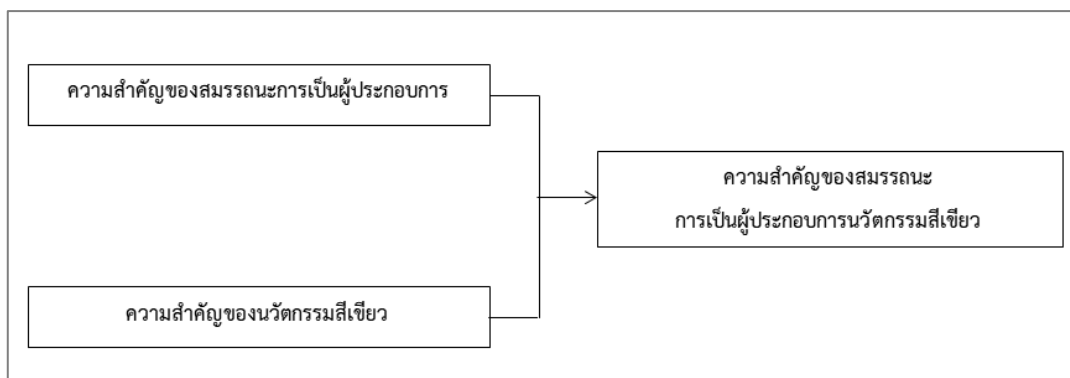 ความสำคัญของสมรรถนะการเป็นผู้ประกอบการ
ความสำคัญของสมรรถนะ
การเป็นผู้ประกอบการนวัตกรรมสีเขียว
ความสำคัญของนวัตกรรมสีเขียว